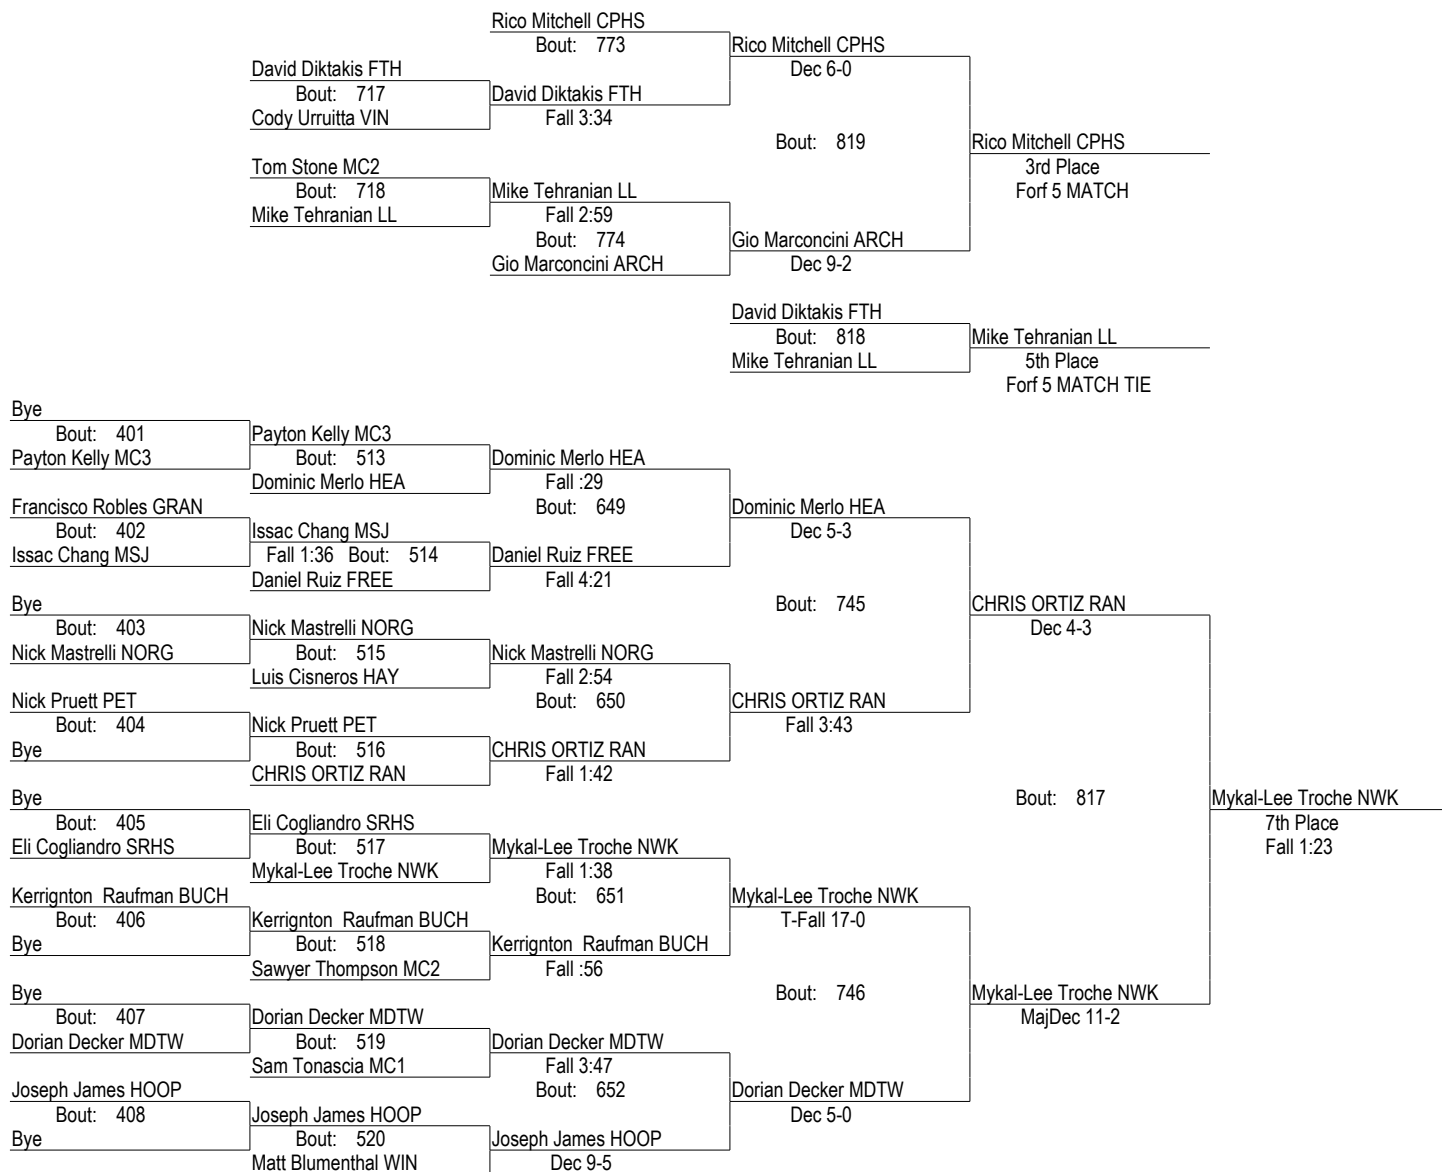 Rico Mitchell CPHS
Bout: 773
Rico Mitchell CPHS
Dec 6-0
David Diktakis FTH
Bout: 717
David Diktakis FTH
Cody Urruitta VIN
Fall 3:34
Bout: 819
Rico Mitchell CPHS
3rd Place
Forf 5 MATCH
Tom Stone MC2
Bout: 718
Mike Tehranian LL
Mike Tehranian LL
Fall 2:59
Bout: 774
Gio Marconcini ARCH
Gio Marconcini ARCH
Dec 9-2
David Diktakis FTH
Bout: 818
Mike Tehranian LL
Mike Tehranian LL
5th Place
Forf 5 MATCH TIE
Bye
Bout: 401
Payton Kelly MC3
Payton Kelly MC3
Bout: 513
Dominic Merlo HEA
Dominic Merlo HEA
Fall :29
Bout: 649
Dominic Merlo HEA
Dec 5-3
Francisco Robles GRAN
Bout: 402
Issac Chang MSJ
Issac Chang MSJ
Fall 1:36 Bout: 514
Daniel Ruiz FREE
Daniel Ruiz FREE
Fall 4:21
Bout: 745
CHRIS ORTIZ RAN
Dec 4-3
Bye
Bout: 403
Nick Mastrelli NORG
Nick Mastrelli NORG
Bout: 515
Nick Mastrelli NORG
Luis Cisneros HAY
Fall 2:54
Bout: 650
CHRIS ORTIZ RAN
Fall 3:43
Nick Pruett PET
Bout: 404
Nick Pruett PET
Bye
Bout: 516
CHRIS ORTIZ RAN
CHRIS ORTIZ RAN
Fall 1:42
Bout: 817
Mykal-Lee Troche NWK
7th Place
Fall 1:23
Bye
Bout: 405
Eli Cogliandro SRHS
Eli Cogliandro SRHS
Bout: 517
Mykal-Lee Troche NWK
Mykal-Lee Troche NWK
Fall 1:38
Bout: 651
Mykal-Lee Troche NWK
T-Fall 17-0
Kerrignton Raufman BUCH
Bout: 406
Kerrignton Raufman BUCH
Bye
Bout: 518
Kerrignton Raufman BUCH
Sawyer Thompson MC2
Fall :56
Bout: 746
Mykal-Lee Troche NWK
MajDec 11-2
Bye
Bout: 407
Dorian Decker MDTW
Dorian Decker MDTW
Bout: 519
Dorian Decker MDTW
Sam Tonascia MC1
Fall 3:47
Bout: 652
Dorian Decker MDTW
Dec 5-0
Joseph James HOOP
Bout: 408
Joseph James HOOP
Bye
Bout: 520
Joseph James HOOP
Matt Blumenthal WIN
Dec 9-5